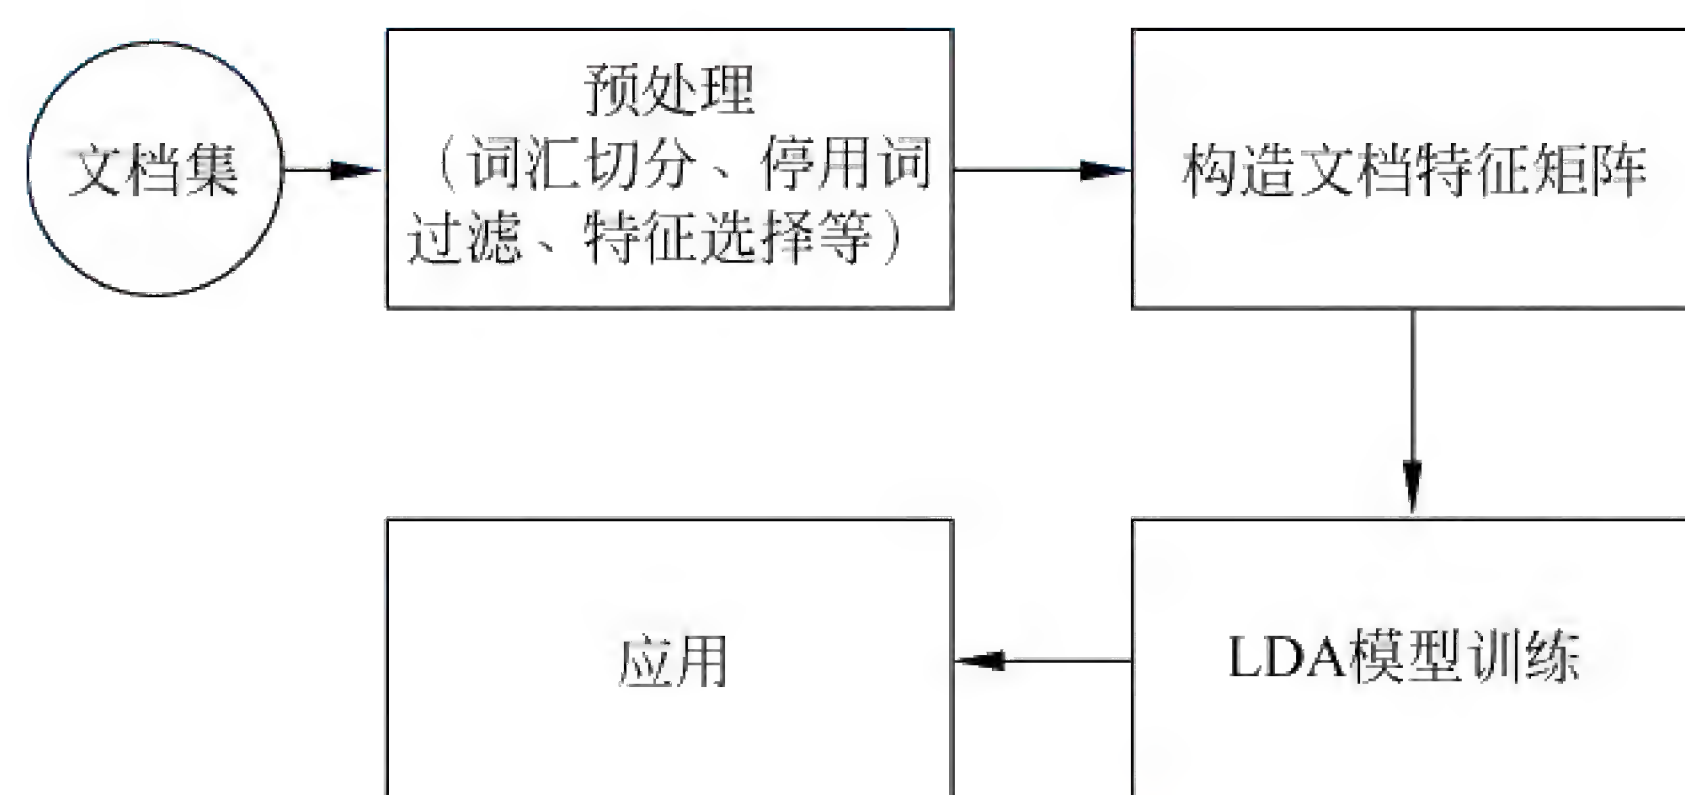 文档集
预处理
（词汇切分、停用词
过滤、特征选择等）
构造文档特征矩阵
LDA模型训练
应用